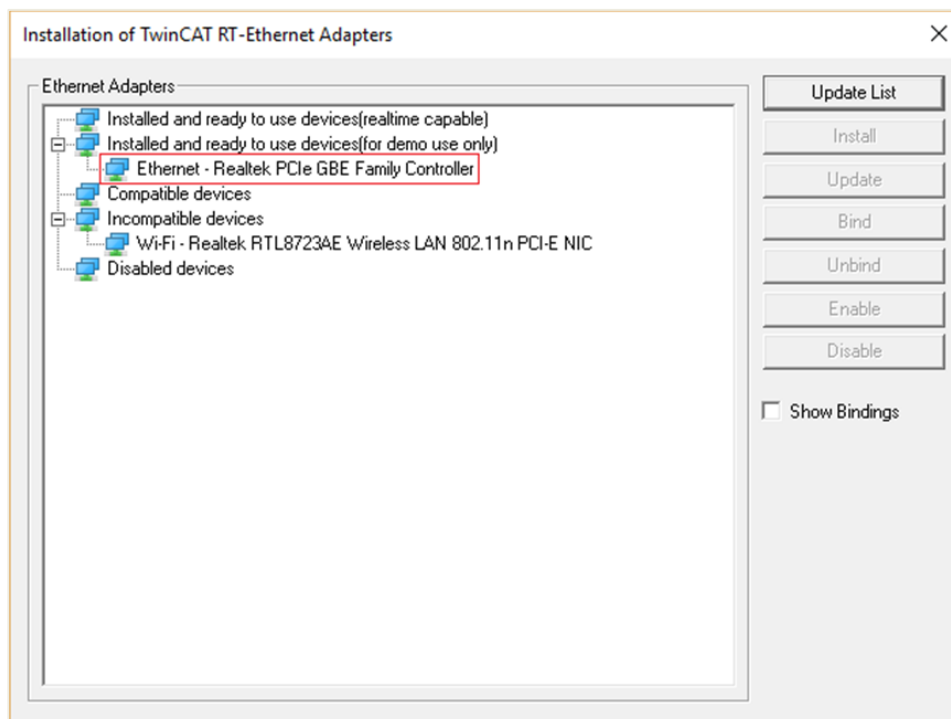 Installation of TwinCAT RT-Ethernet Adapters
Ethernet Adapters
Installed and ready to use devices(realtime capable)
Installed and ready to use devices(for demo use only)
Ethernet - Realtek PCIe GBE Family Controller
Compatible devices
Incompatible devices
Wi-Fi - Realtek RTL8723AE Wireless LAN 802.11n PCI-E NIC
Disabled devices
Update List
Install
Update
Bind
Unbind
Enable
Disable
Show Bindings